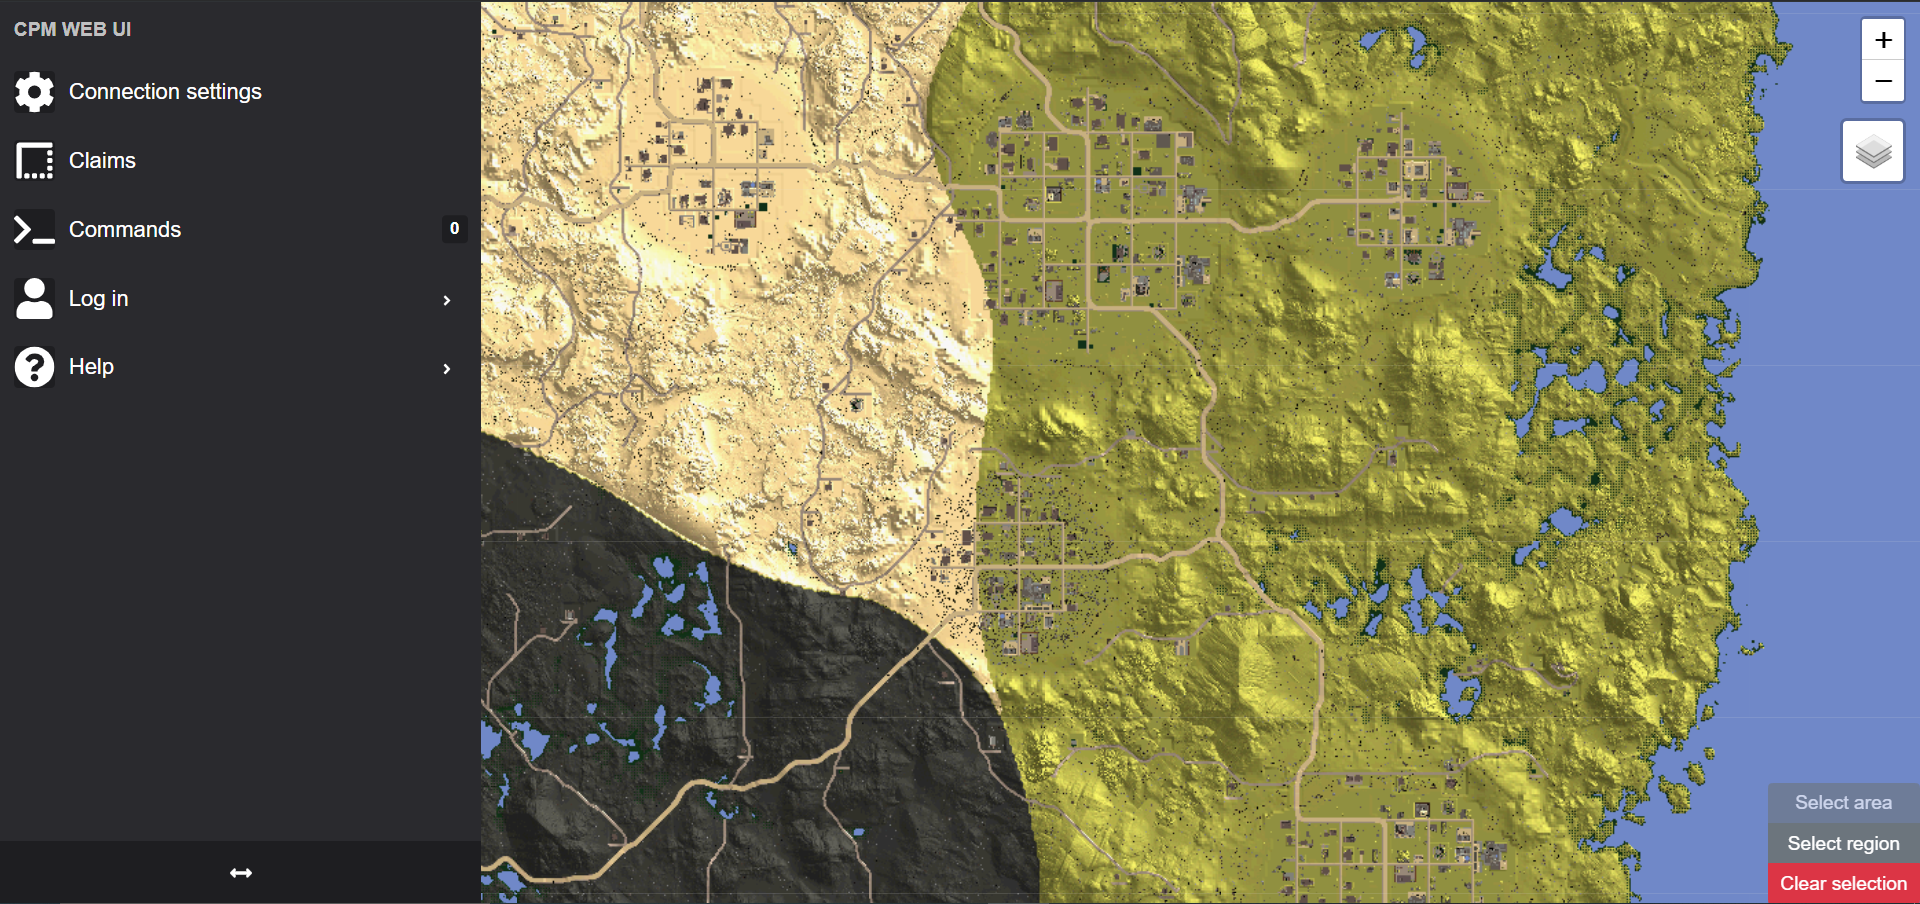 CPM WEB UI
Connection settings
Claims
Commands
0
Log in
Help
+
−
Select area
Select region
Clear selection